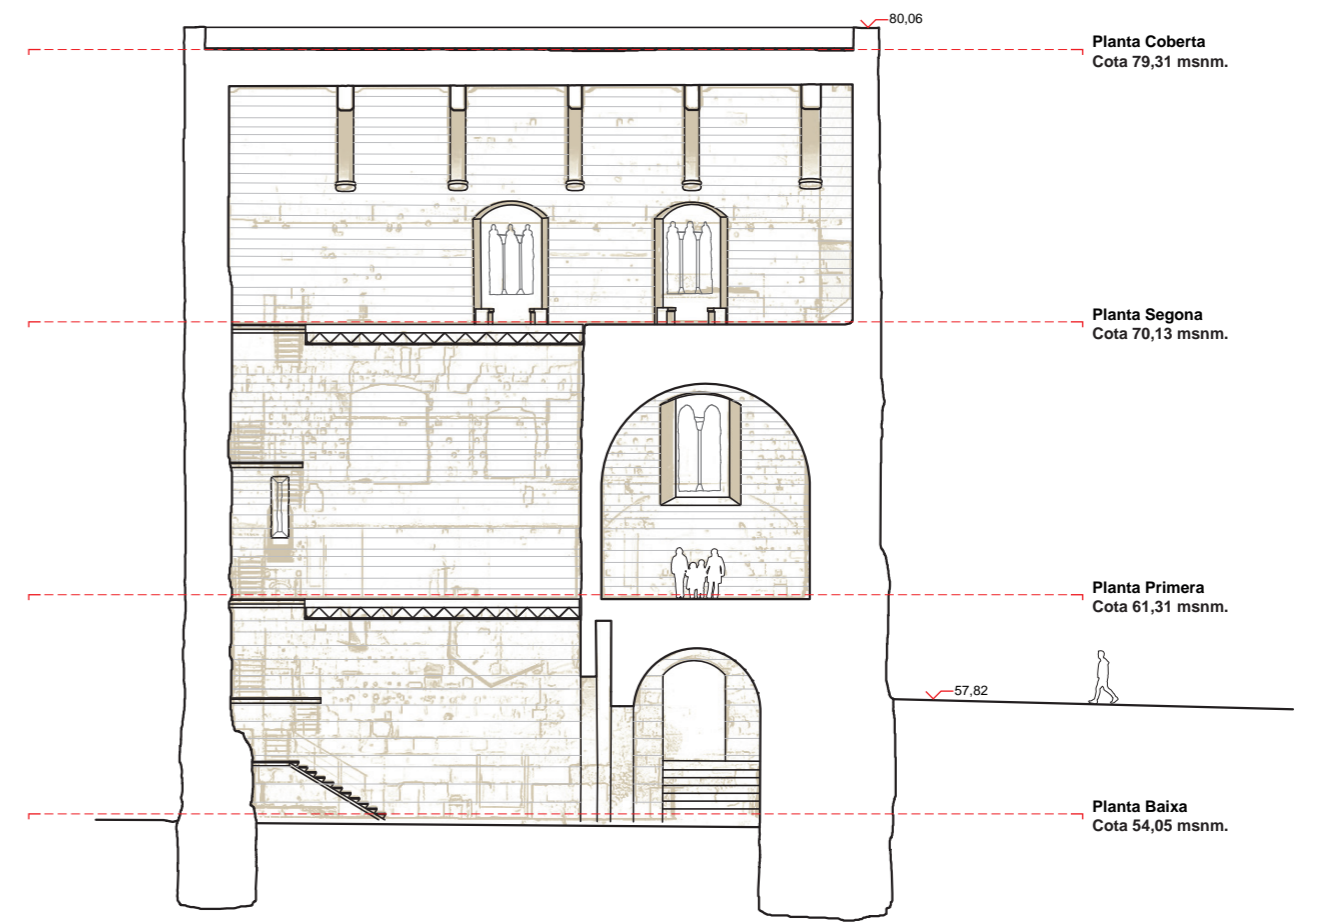 80,06
Planta Coberta
Cota 79,31 msnm.
Planta Segona
Cota 70,13 msnm.
Planta Primera
Cota 61,31 msnm.
57,82
Planta Baixa
Cota 54,05 msnm.